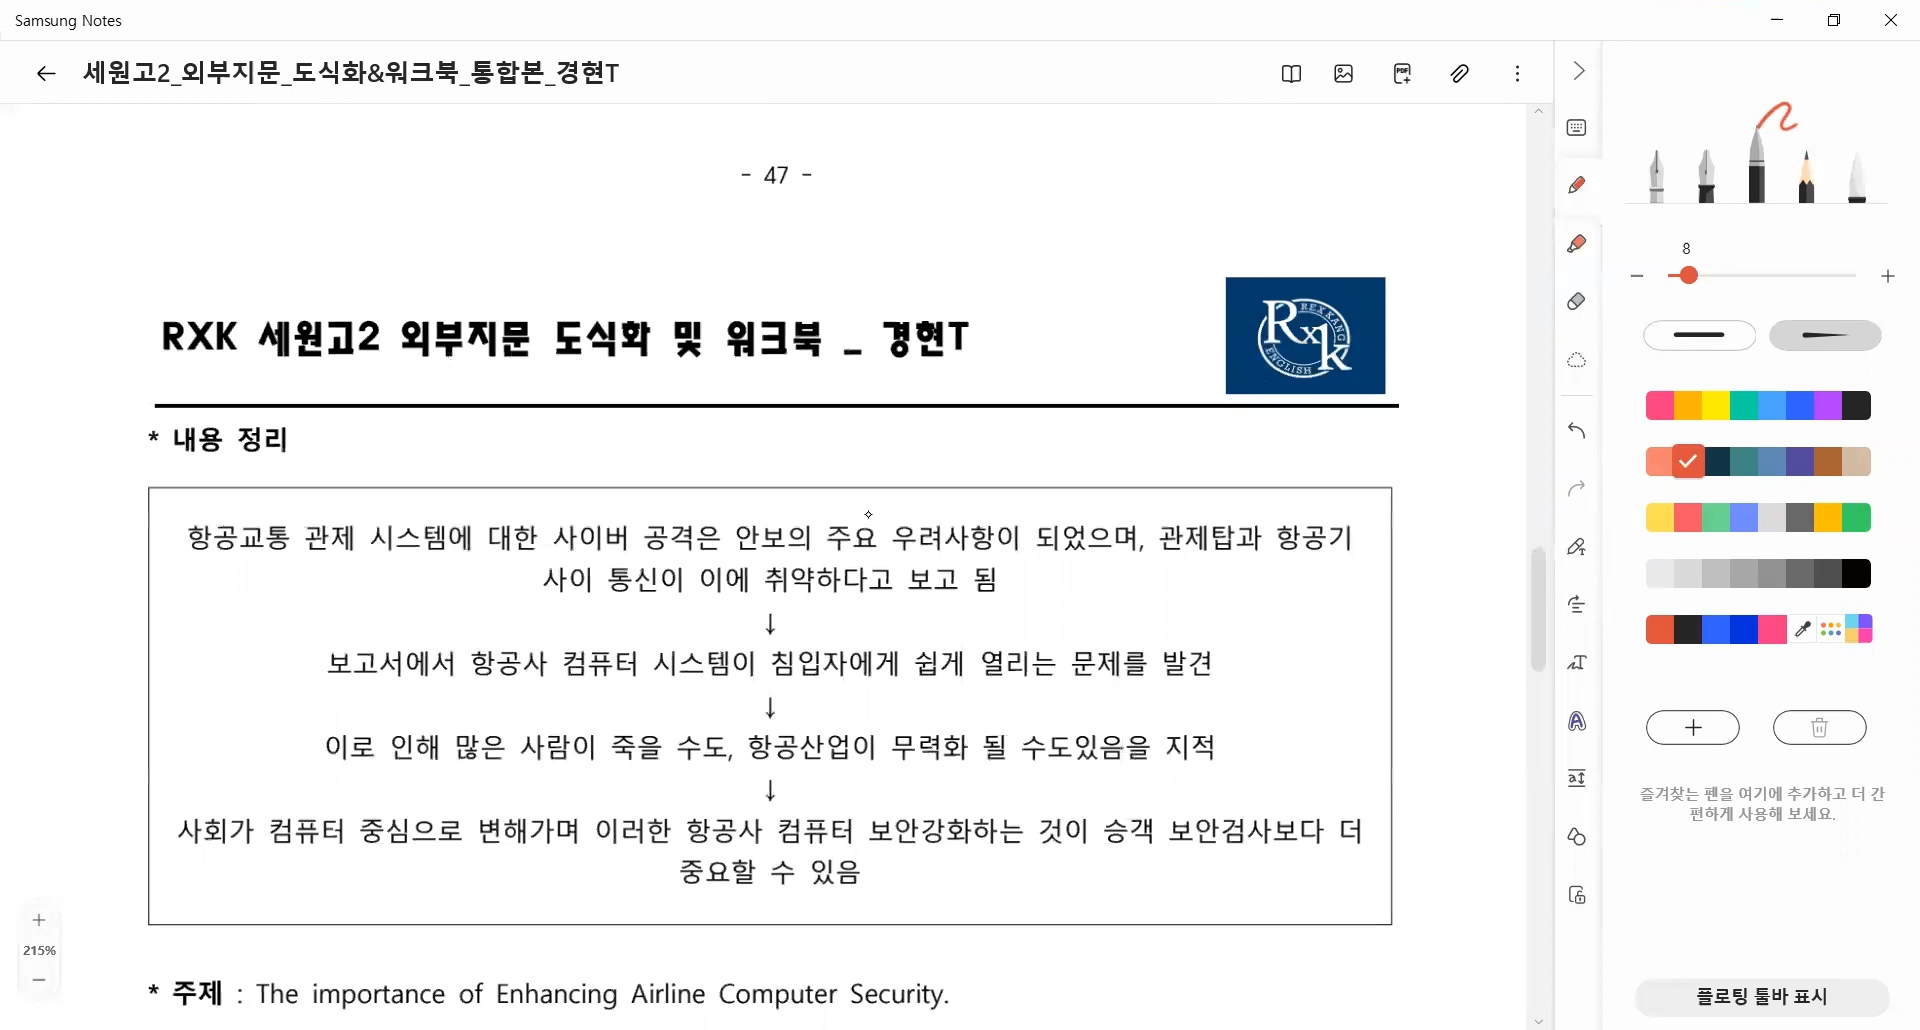 Samsung Notes
세원고2_외부지문_도식화&워크북_통합본_경현T
- 47 -
RXK 세원고2 외부지문 도식화 및 워크북 _ 경현T
REXKANG
RxK
ENGLISH
* 내용 정리
항공교통 관제 시스템에 대한 사이버 공격은 안보의 주요 우려사항이 되었으며, 관제탑과 항공기
사이 통신이 이에 취약하다고 보고 됨
↓
보고서에서 항공사 컴퓨터 시스템이 침입자에게 쉽게 열리는 문제를 발견
↓
이로 인해 많은 사람이 죽을 수도, 항공산업이 무력화 될 수도있음을 지적
↓
사회가 컴퓨터 중심으로 변해가며 이러한 항공사 컴퓨터 보안강화하는 것이 승객 보안검사보다 더
중요할 수 있음
* 주제 : The importance of Enhancing Airline Computer Security.
215%
PDF
8
즐겨찾는 펜을 여기에 추가하고 더 간
편하게 사용해 보세요.
플로팅 툴바 표시